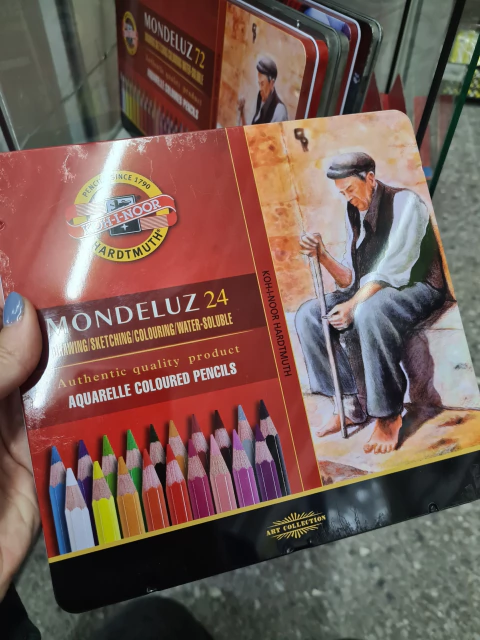 MONDELUZ 72
PENCILS SINCE 1790
KOH-I-NOOR
HARDTMUTH
MONDELUZ 24
DRAWING/SKETCHING/COLOURING/WATER-SOLUBLE
Authentic quality product
AQUARELLE COLOURED PENCILS
KOH-I-NOOR HARDTMUTH
ART COLLECTION